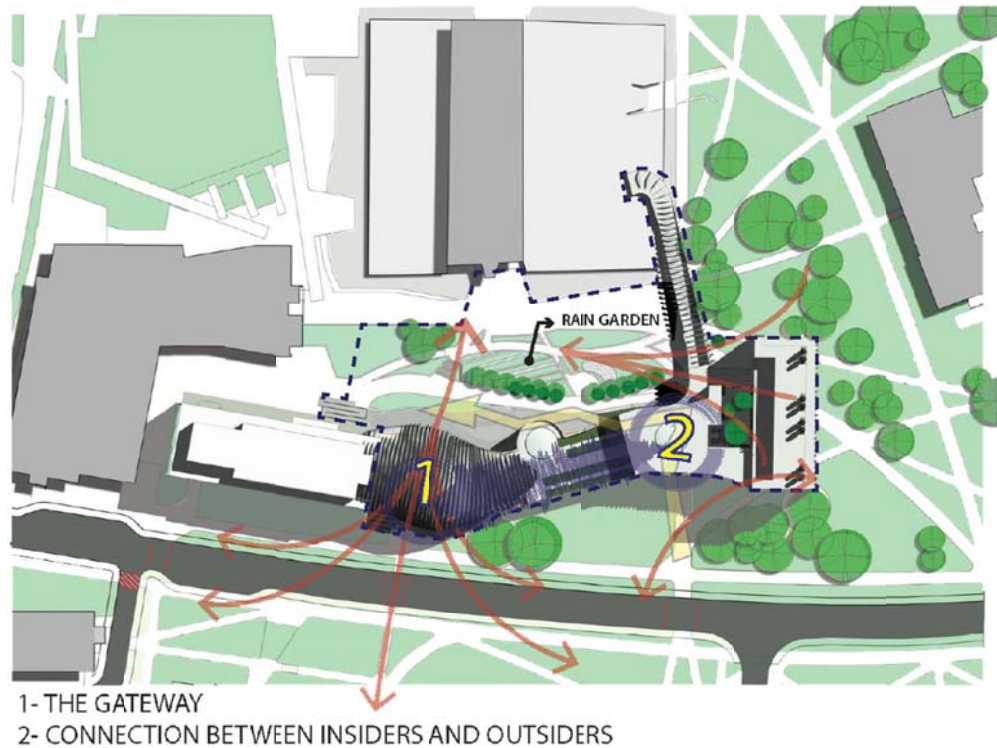 RAIN GARDEN
1
2
1- THE GATEWAY
2- CONNECTION BETWEEN INSIDERS AND OUTSIDERS